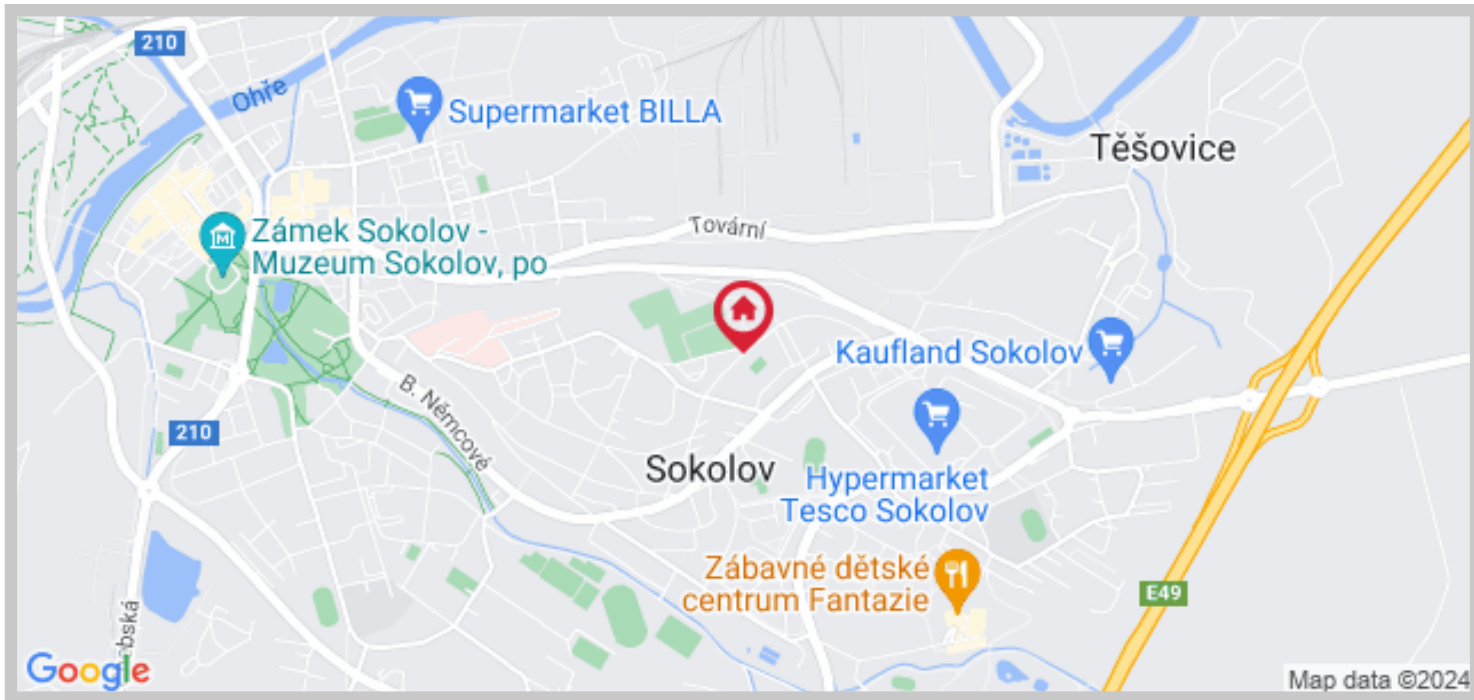 210
Ohře
Supermarket BILLA
Těšovice
Zámek Sokolov -
Muzeum Sokolov, po
Tovární
Kaufland Sokolov
B. Němcové
210
Sokolov
Hypermarket
Tesco Sokolov
Zábavné dětské
centrum Fantazie
E49
Google
Map data ©2024